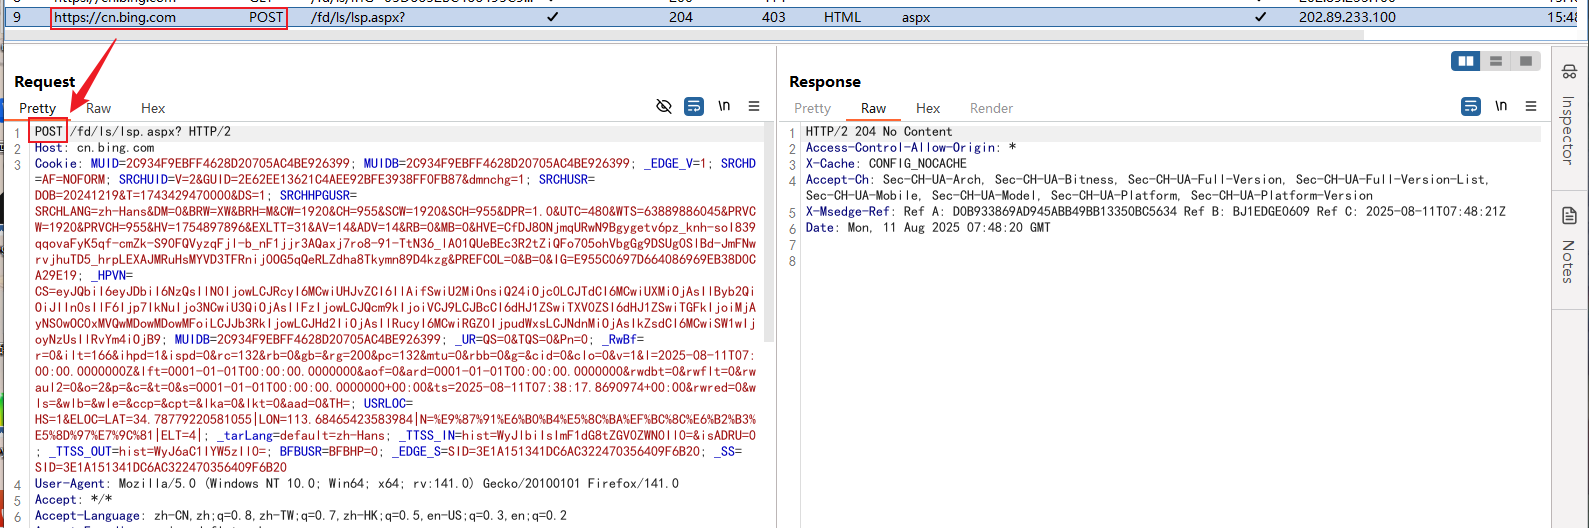 9 https://cn.bing.com POST /fd/ls/lsp.aspx? ✓ 204 403 HTML aspx ✓ 202.89.233.100 15:48
Request
Pretty Raw Hex
\n
1 POST /fd/ls/lsp.aspx? HTTP/2
2 Host: cn.bing.com
3 Cookie: MUID=2C934F9EBFF4628D20705AC4BE926399; MUIDB=2C934F9EBFF4628D20705AC4BE926399; _EDGE_V=1; SRCHD
=AF=NOFORM; SRCHUID=V=2&GUID=2E62EE13621C4AEE92BFE3938FF0FB87&dmnchg=1; SRCHUSR=
DOB=20241219&T=1743429470000&DS=1; SRCHHPGUSR=
SRCHLANG=zh-Hans&DM=0&BRW=XW&BRH=M&CW=1920&CH=955&SCW=1920&SCH=955&DPR=1.0&UTC=480&WTS=63889886045&PRVC
W=1920&PRVCH=955&HV=1754897896&EXLTT=31&AV=14&ADV=14&RB=0&MB=0&HVE=CfDJ8ONjmqURwN9Bgygetv6pz_knh-sol839
qqovaFyK5qf-cmZk-S9OFQVyzqFjl-b_nF1jjr3AQaxj7ro8-91-TtN36_lAO1QUeBEc3R2tZiQFo705ohVbgGg9DSUgOSlBd-JmFNw
rvjhuTD5_hrpLEXAJMRuHsMYVD3TFRnij00G5qQeRLZdha8Tkymn89D4kzg&PREFCOL=0&B=0&IG=E955C0697D664086969EB38D0C
A29E19; _HPVN=
CS=eyJQbiI6eyJDbiI6NzQsIlN0IjowLCJRcyI6MCwiUHJvZCI6IlAifSwiU2MiOnsiQ24iOjc0LCJTdCI6MCwiUXMiOjAsIlByb2Qi
OiJIIn0sIlF6Ijp7IkNuIjo3NCwiU3QiOjAsIlFzIjowLCJQcm9kIjoiVCJ9LCJBcCI6dHJ1ZSwiTXV0ZSI6dHJ1ZSwiTGFkIjoiMjA
yNS0wOC0xMVQwMDowMDowMFoiLCJJb3RkIjowLCJHd2IiOjAsIlRucyI6MCwiRGZ0IjpudWxsLCJNdnMiOjAsIkZsdCI6MCwiSW1wIj
oyNzUsIlRvYm4iOjB9; MUIDB=2C934F9EBFF4628D20705AC4BE926399; _UR=QS=0&TQS=0&Pn=0; _RwBf=
r=0&ilt=166&ihpd=1&ispd=0&rc=132&rb=0&gb=&rg=200&pc=132&mtu=0&rbb=0&g=&cid=0&clo=0&v=1&l=2025-08-11T07:
00:00.0000000Z&lft=0001-01-01T00:00:00.0000000&aof=0&ard=0001-01-01T00:00:00.0000000&rwdbt=0&rwflt=0&rw
aul2=0&o=2&p=&c=&t=0&s=0001-01-01T00:00:00.0000000+00:00&ts=2025-08-11T07:38:17.8690974+00:00&rwred=0&w
ls=&wlb=&wle=&ccp=&cpt=&lka=0&lkt=0&aad=0&TH=; USRLOC=
HS=1&ELOC=LAT=34.78779220581055|LON=113.68465423583984|N=%E9%87%91%E6%B0%B4%E5%8C%BA%EF%BC%8C%E6%B2%B3%
E5%8D%97%E7%9C%81|ELT=4|; _tarLang=default=zh-Hans; _TTSS_IN=hist=WyJlbiIsImF1dG8tZGV0ZWN0Il0=&isADRU=0
; _TTSS_OUT=hist=WyJ6aC1IYW5zIl0=; BFBUSR=BFBHP=0; _EDGE_S=SID=3E1A151341DC6AC322470356409F6B20; _SS=
SID=3E1A151341DC6AC322470356409F6B20
4 User-Agent: Mozilla/5.0 (Windows NT 10.0; Win64; x64; rv:141.0) Gecko/20100101 Firefox/141.0
5 Accept: */*
6 Accept-Language: zh-CN,zh;q=0.8,zh-TW;q=0.7,zh-HK;q=0.5,en-US;q=0.3,en;q=0.2
Response
Pretty Raw Hex Render
\n
1 HTTP/2 204 No Content
2 Access-Control-Allow-Origin: *
3 X-Cache: CONFIG_NOCACHE
4 Accept-Ch: Sec-CH-UA-Arch, Sec-CH-UA-Bitness, Sec-CH-UA-Full-Version, Sec-CH-UA-Full-Version-List,
Sec-CH-UA-Mobile, Sec-CH-UA-Model, Sec-CH-UA-Platform, Sec-CH-UA-Platform-Version
5 X-Msedge-Ref: Ref A: D0B933869AD945ABB49BB13350BC5634 Ref B: BJ1EDGE0609 Ref C: 2025-08-11T07:48:21Z
6 Date: Mon, 11 Aug 2025 07:48:20 GMT
7
8
Inspector
Notes